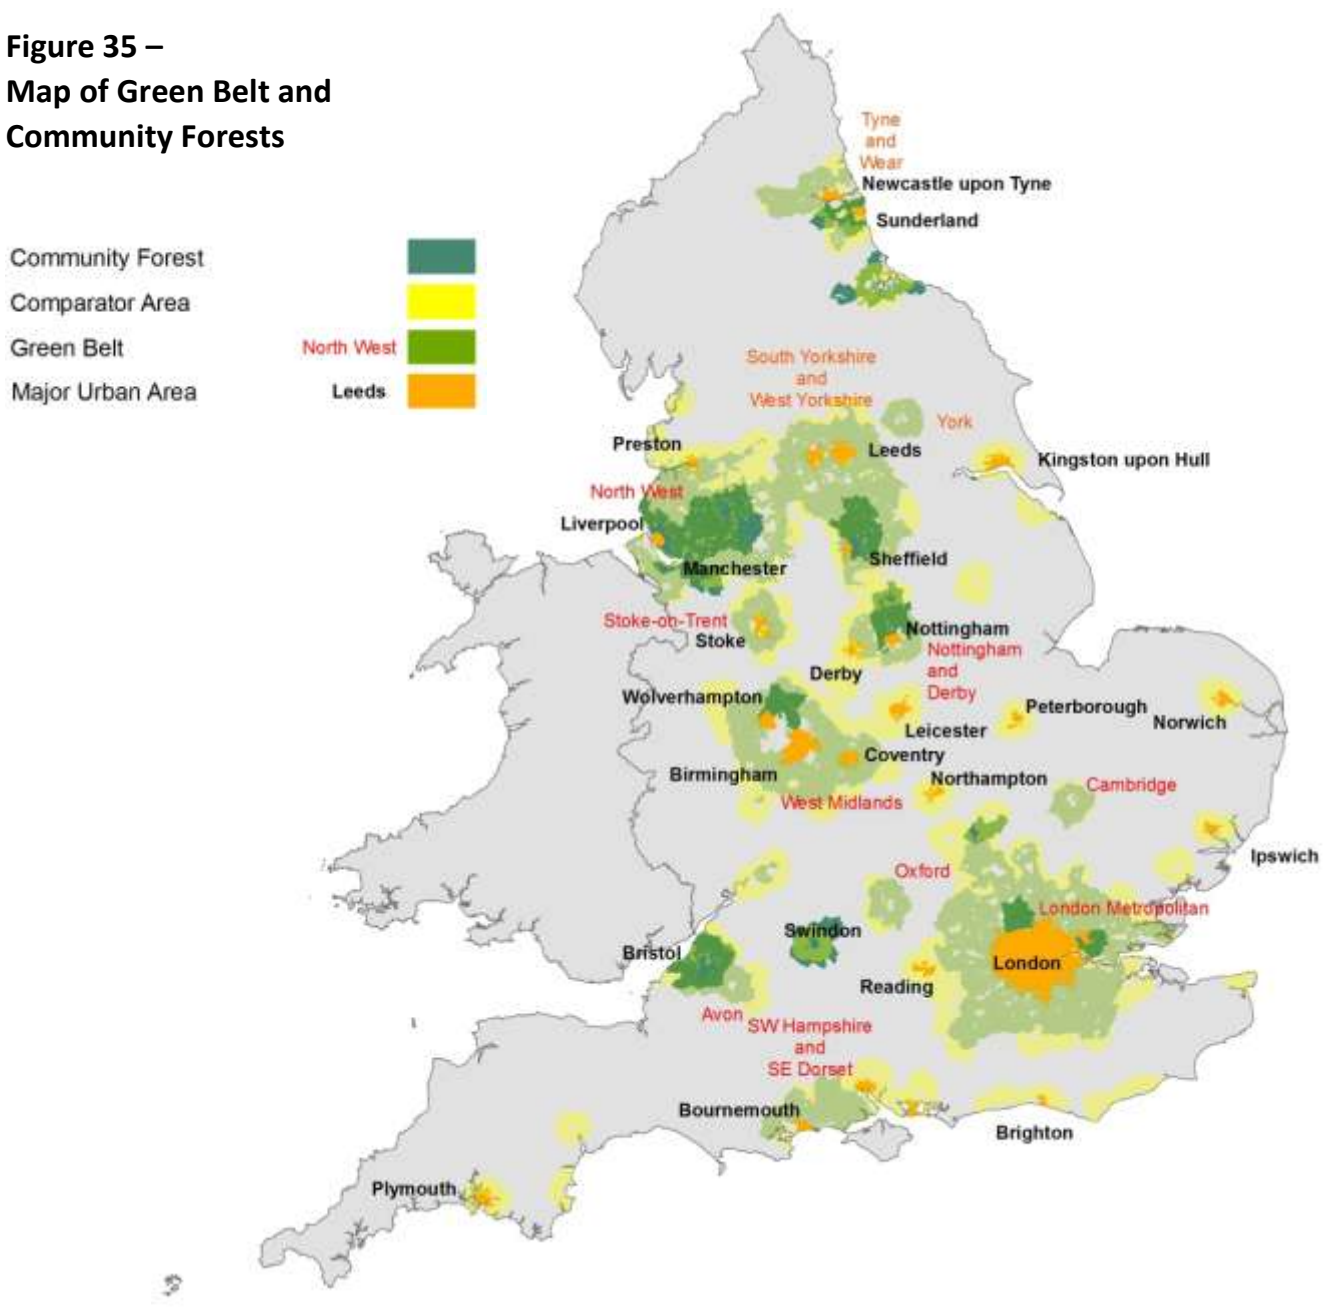 Figure 35 –
Map of Green Belt and
Community Forests
Community Forest
Comparator Area
Green Belt
North West
Major Urban Area
Leeds
Tyne
and
Wear
Newcastle upon Tyne
Sunderland
South Yorkshire
and
West Yorkshire
York
Preston
Leeds
Kingston upon Hull
North West
Liverpool
Manchester
Sheffield
Stoke-on-Trent
Stoke
Nottingham
Nottingham
and
Derby
Derby
Wolverhampton
Peterborough
Norwich
Leicester
Coventry
Birmingham
Northampton
Cambridge
West Midlands
Ipswich
Oxford
London Metropolitan
Swindon
Bristol
London
Reading
Avon
SW Hampshire
and
SE Dorset
Bournemouth
Brighton
Plymouth